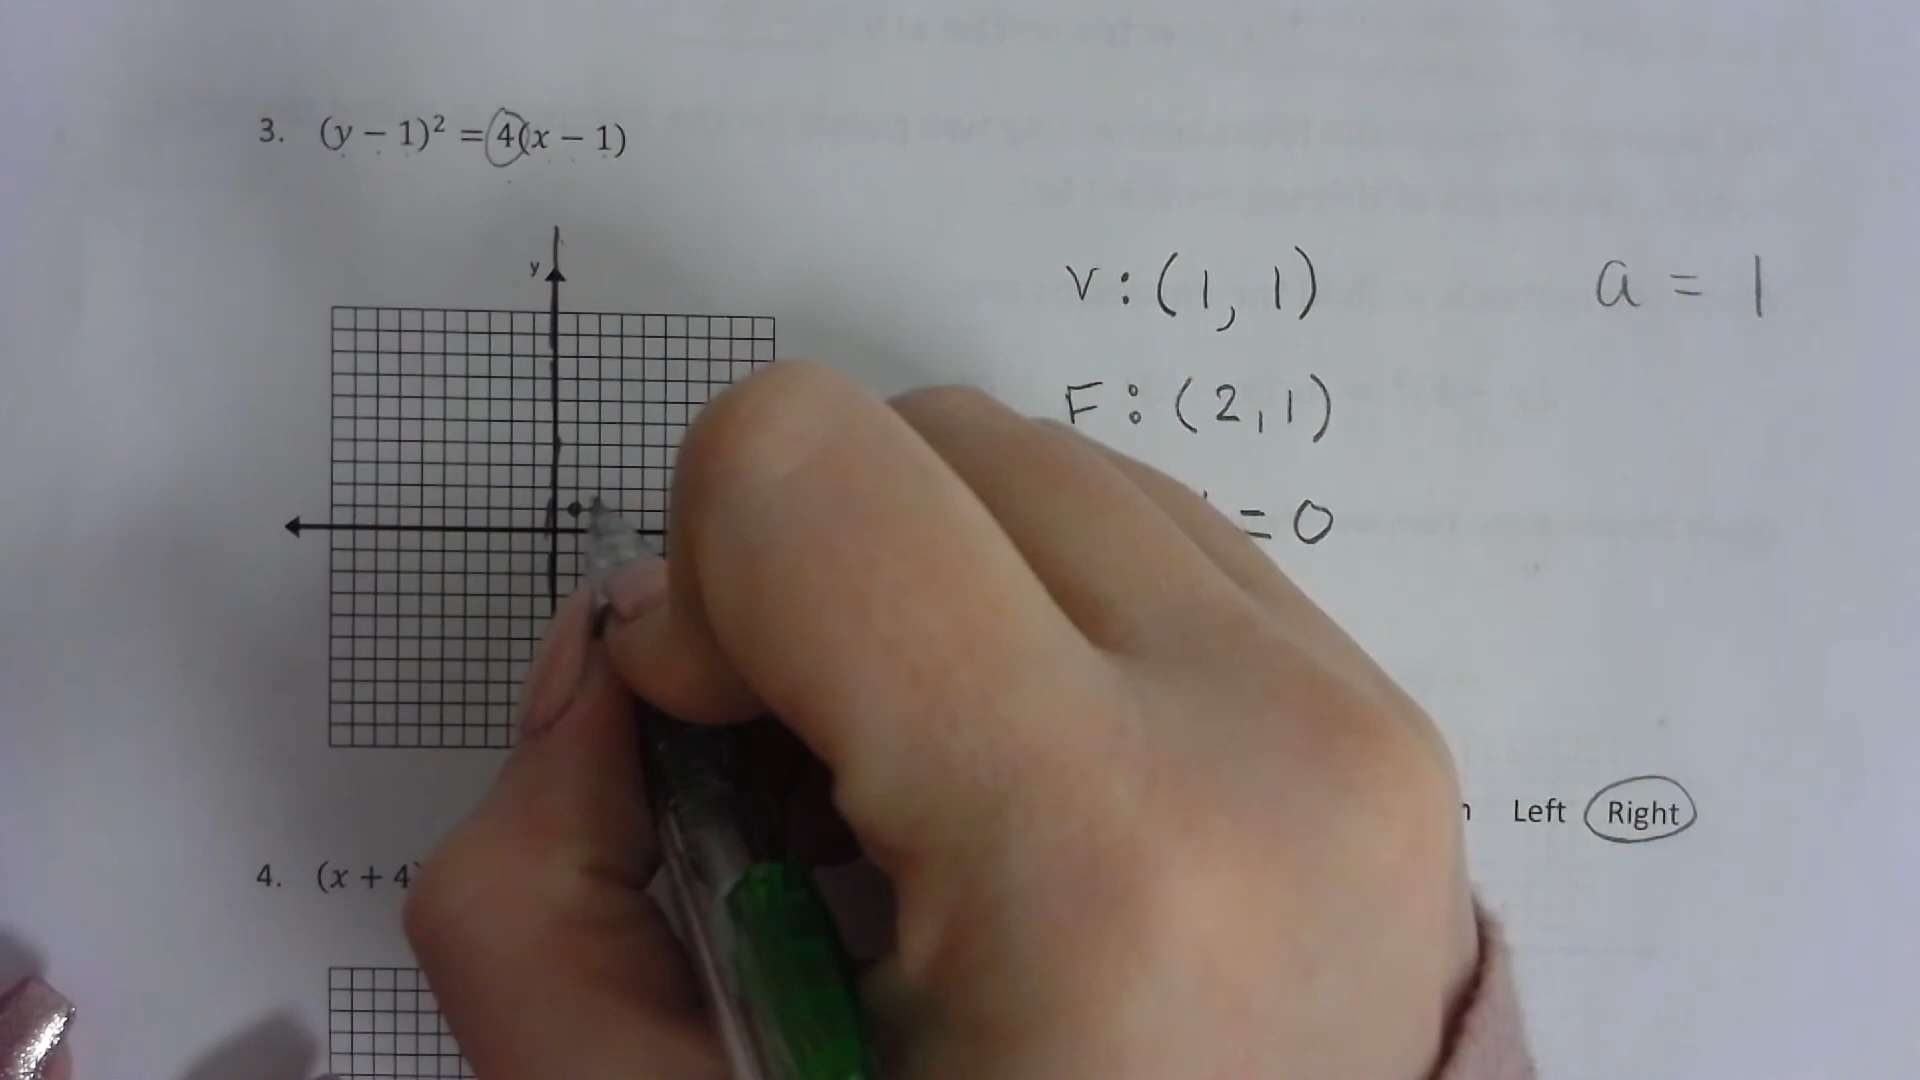 3. (y − 1)² = 4(x − 1)
y
V : (1, 1)
a = 1
F : (2, 1)
= 0
Left Right
4. (x + 4